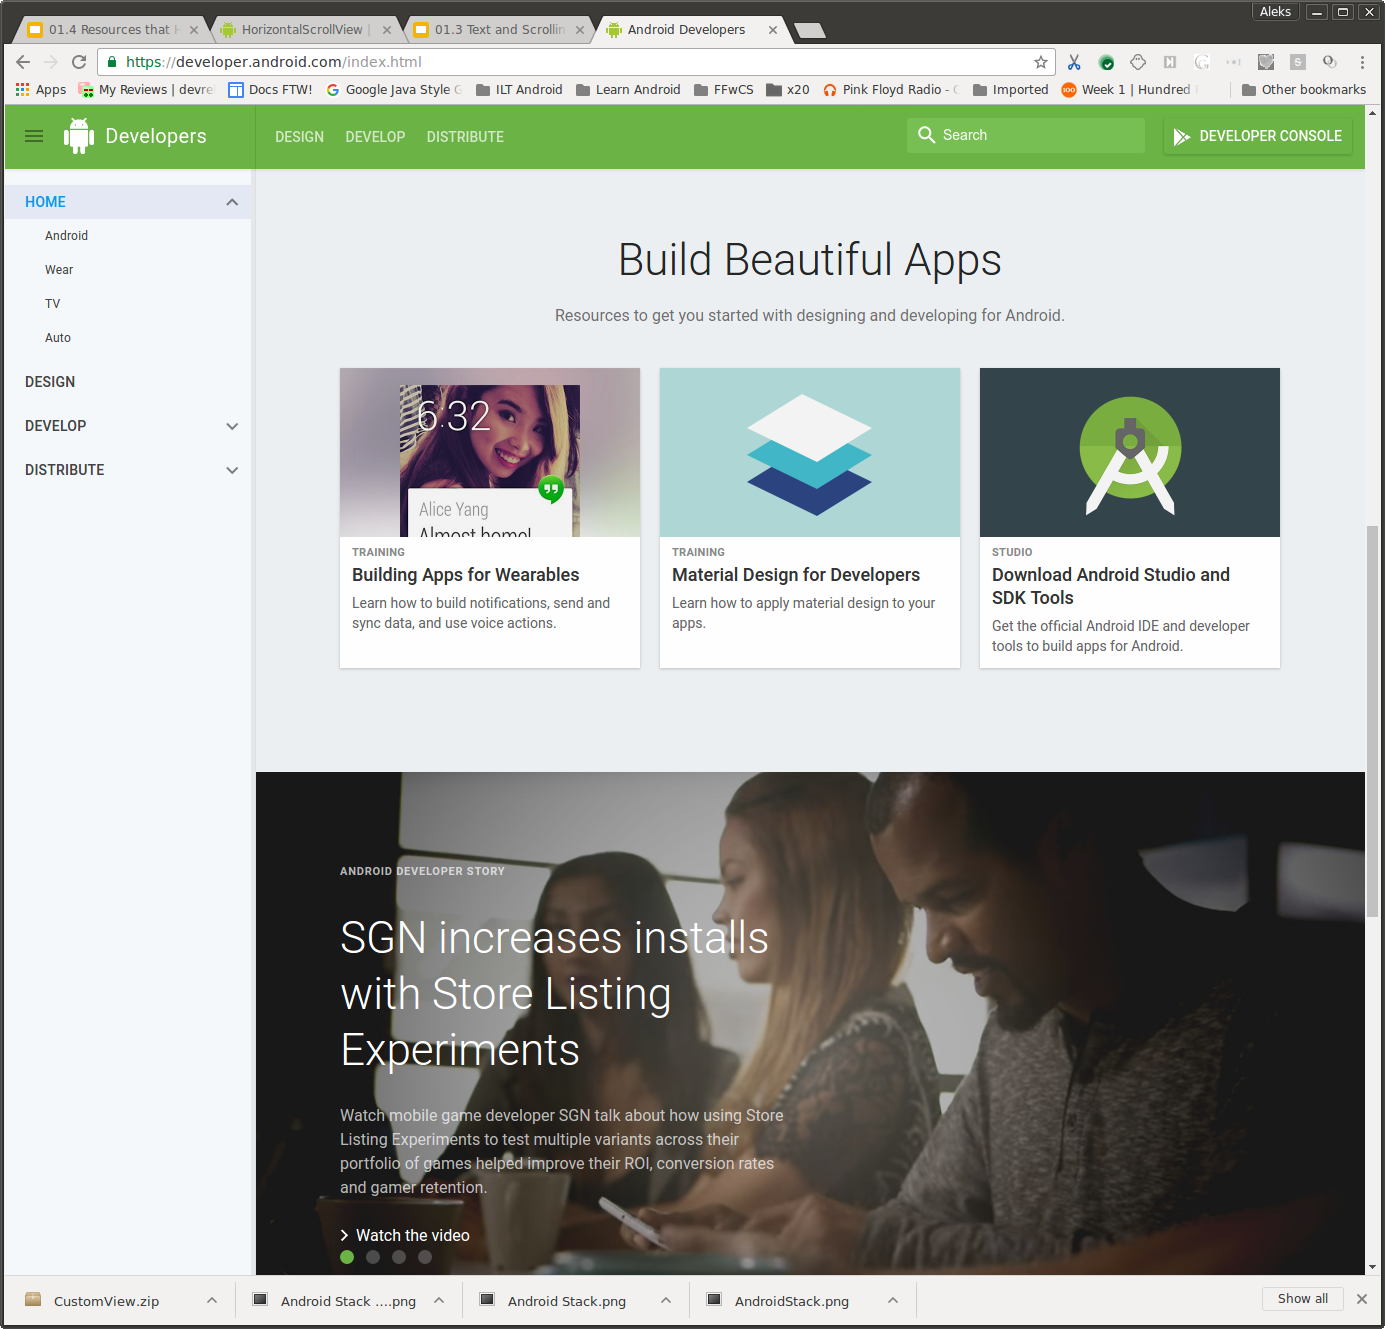 Aleks
01.4 Resources that
HorizontalScrollView |
01.3 Text and Scrollin
Android Developers
https://developer.android.com/index.html
Apps
My Reviews | devre
Docs FTW!
Google Java Style G
ILT Android
Learn Android
FFwCS
x20
Pink Floyd Radio -
Imported
Week 1 | Hundred
Other bookmarks
Developers
DESIGN
DEVELOP
DISTRIBUTE
Search
DEVELOPER CONSOLE
HOME
Android
Wear
TV
Auto
DESIGN
DEVELOP
DISTRIBUTE
Build Beautiful Apps
Resources to get you started with designing and developing for Android.
6:32
Alice Yang
Almost home!
TRAINING
Building Apps for Wearables
Learn how to build notifications, send and
sync data, and use voice actions.
TRAINING
Material Design for Developers
Learn how to apply material design to your
apps.
STUDIO
Download Android Studio and
SDK Tools
Get the official Android IDE and developer
tools to build apps for Android.
ANDROID DEVELOPER STORY
SGN increases installs
with Store Listing
Experiments
Watch mobile game developer SGN talk about how using Store
Listing Experiments to test multiple variants across their
portfolio of games helped improve their ROI, conversion rates
and gamer retention.
Watch the video
CustomView.zip
Android Stack ....png
Android Stack.png
AndroidStack.png
Show all